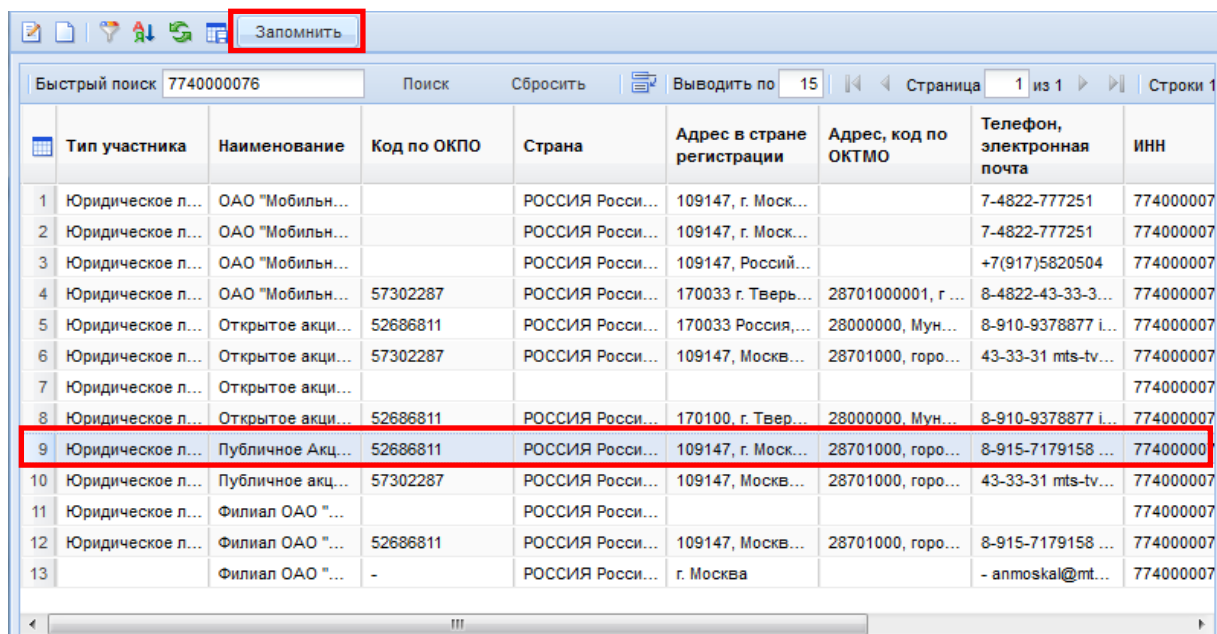 Запомнить
Быстрый поиск 7740000076 Поиск Сбросить Выводить по 15 Страница 1 из 1 Строки 1
Тип участника Наименование Код по ОКПО Страна Адрес в стране регистрации Адрес, код по ОКТМО Телефон, электронная почта ИНН
1 Юридическое л... ОАО "Мобильн... РОССИЯ Росси... 109147, г. Моск... 7-4822-777251 774000007
2 Юридическое л... ОАО "Мобильн... РОССИЯ Росси... 109147, г. Моск... 7-4822-777251 774000007
3 Юридическое л... ОАО "Мобильн... РОССИЯ Росси... 109147, Россий... +7(917)5820504 774000007
4 Юридическое л... ОАО "Мобильн... 57302287 РОССИЯ Росси... 170033 г. Тверь... 28701000001, г ... 8-4822-43-33-3... 774000007
5 Юридическое л... Открытое акци... 52686811 РОССИЯ Росси... 170033 Россия,... 28000000, Мун... 8-910-9378877 i... 774000007
6 Юридическое л... Открытое акци... 57302287 РОССИЯ Росси... 109147, Москв... 28701000, горо... 43-33-31 mts-tv... 774000007
7 Юридическое л... Открытое акци... 774000007
8 Юридическое л... Открытое акци... 52686811 РОССИЯ Росси... 170100, г. Твер... 28000000, Мун... 8-910-9378877 i... 774000007
9 Юридическое л... Публичное Акц... 52686811 РОССИЯ Росси... 109147, г. Моск... 28701000, горо... 8-915-7179158 ... 774000007
10 Юридическое л... Публичное акц... 57302287 РОССИЯ Росси... 109147, Москв... 28701000, горо... 43-33-31 mts-tv... 774000007
11 Юридическое л... Филиал ОАО "... РОССИЯ Росси... 774000007
12 Юридическое л... Филиал ОАО "... 52686811 РОССИЯ Росси... 109147, Москв... 28701000, горо... 8-915-7179158 ... 774000007
13 Филиал ОАО "... - РОССИЯ Росси... г. Москва - anmoskal@mt... 774000007